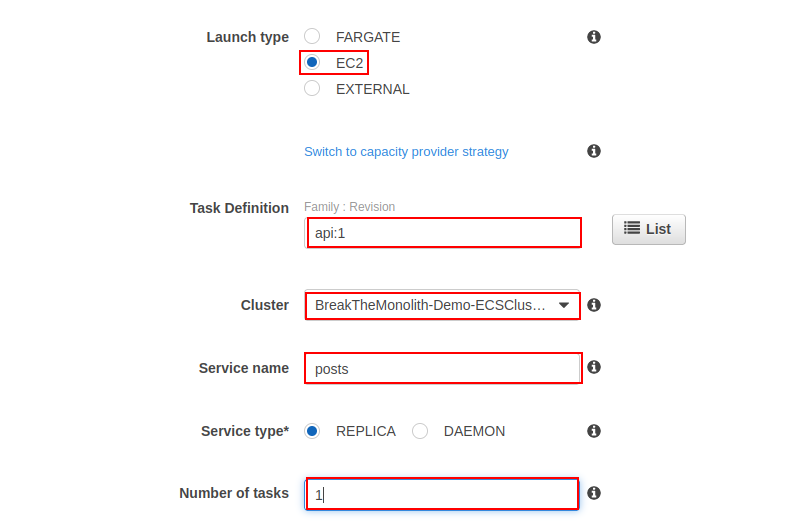 Launch type FARGATE
EC2
EXTERNAL
Switch to capacity provider strategy
Family : Revision
Task Definition
api:1
List
Cluster BreakTheMonolith-Demo-ECSClus...
Service name posts
Service type* REPLICA DAEMON
Number of tasks 1